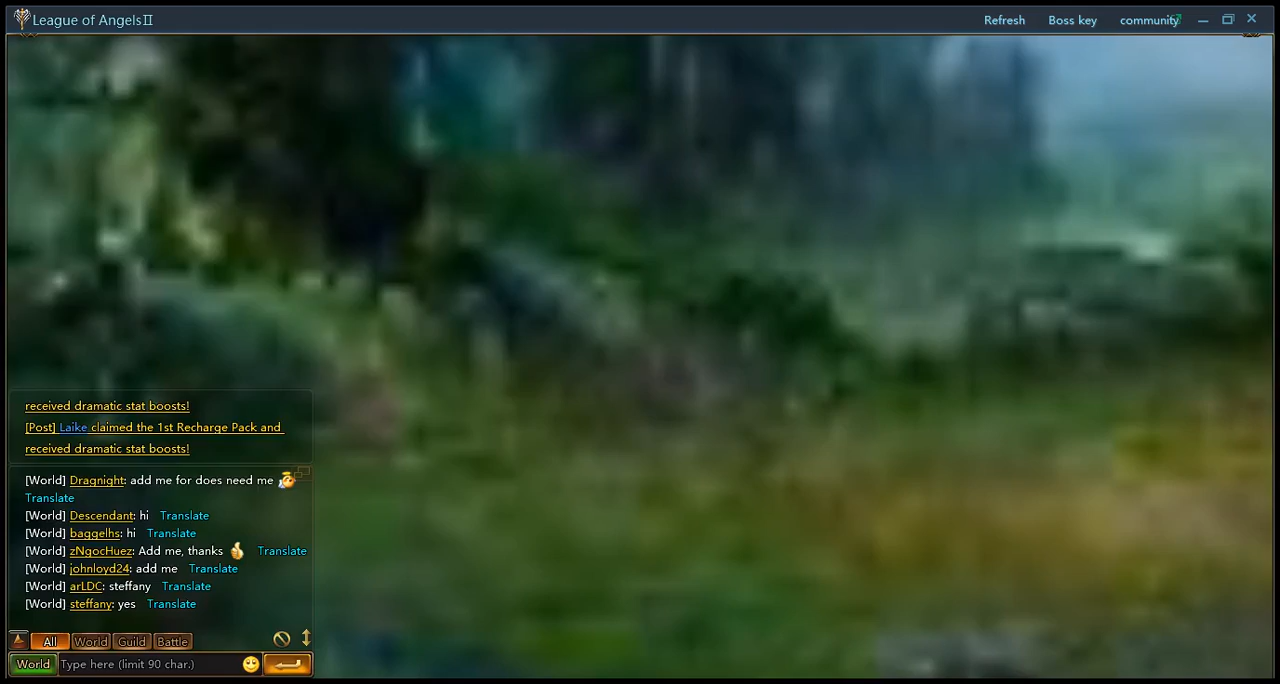 League of AngelsII
Refresh Boss key community
received dramatic stat boosts!
[Post] Laike claimed the 1st Recharge Pack and
received dramatic stat boosts!
[World] Dragnight: add me for does need me
Translate
[World] Descendant: hi Translate
[World] baggelhs: hi Translate
[World] zNgocHuez: Add me, thanks Translate
[World] johnloyd24: add me Translate
[World] arLDC: steffany Translate
[World] steffany: yes Translate
All World Guild Battle
World Type here (limit 90 char.)